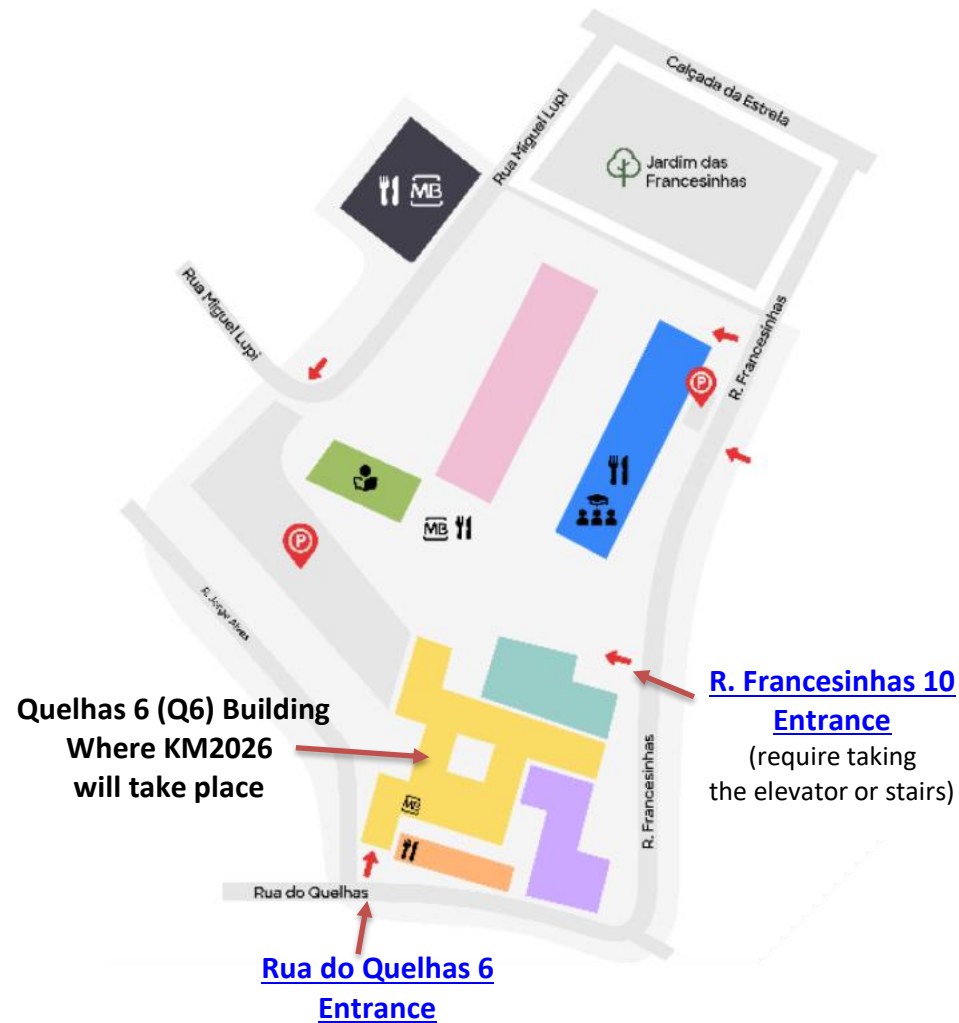 Calçada da Estrela
Rua Miguel Lupi
Jardim das
Francesinhas
MB
Rua Miguel Lupi
R. Francesinhas
P
MB
P
R. Jorge Alves
Quelhas 6 (Q6) Building
Where KM2026
will take place
R. Francesinhas 10
Entrance
(require taking
the elevator or stairs)
R. Francesinhas
MB
Rua do Quelhas
Rua do Quelhas 6
Entrance